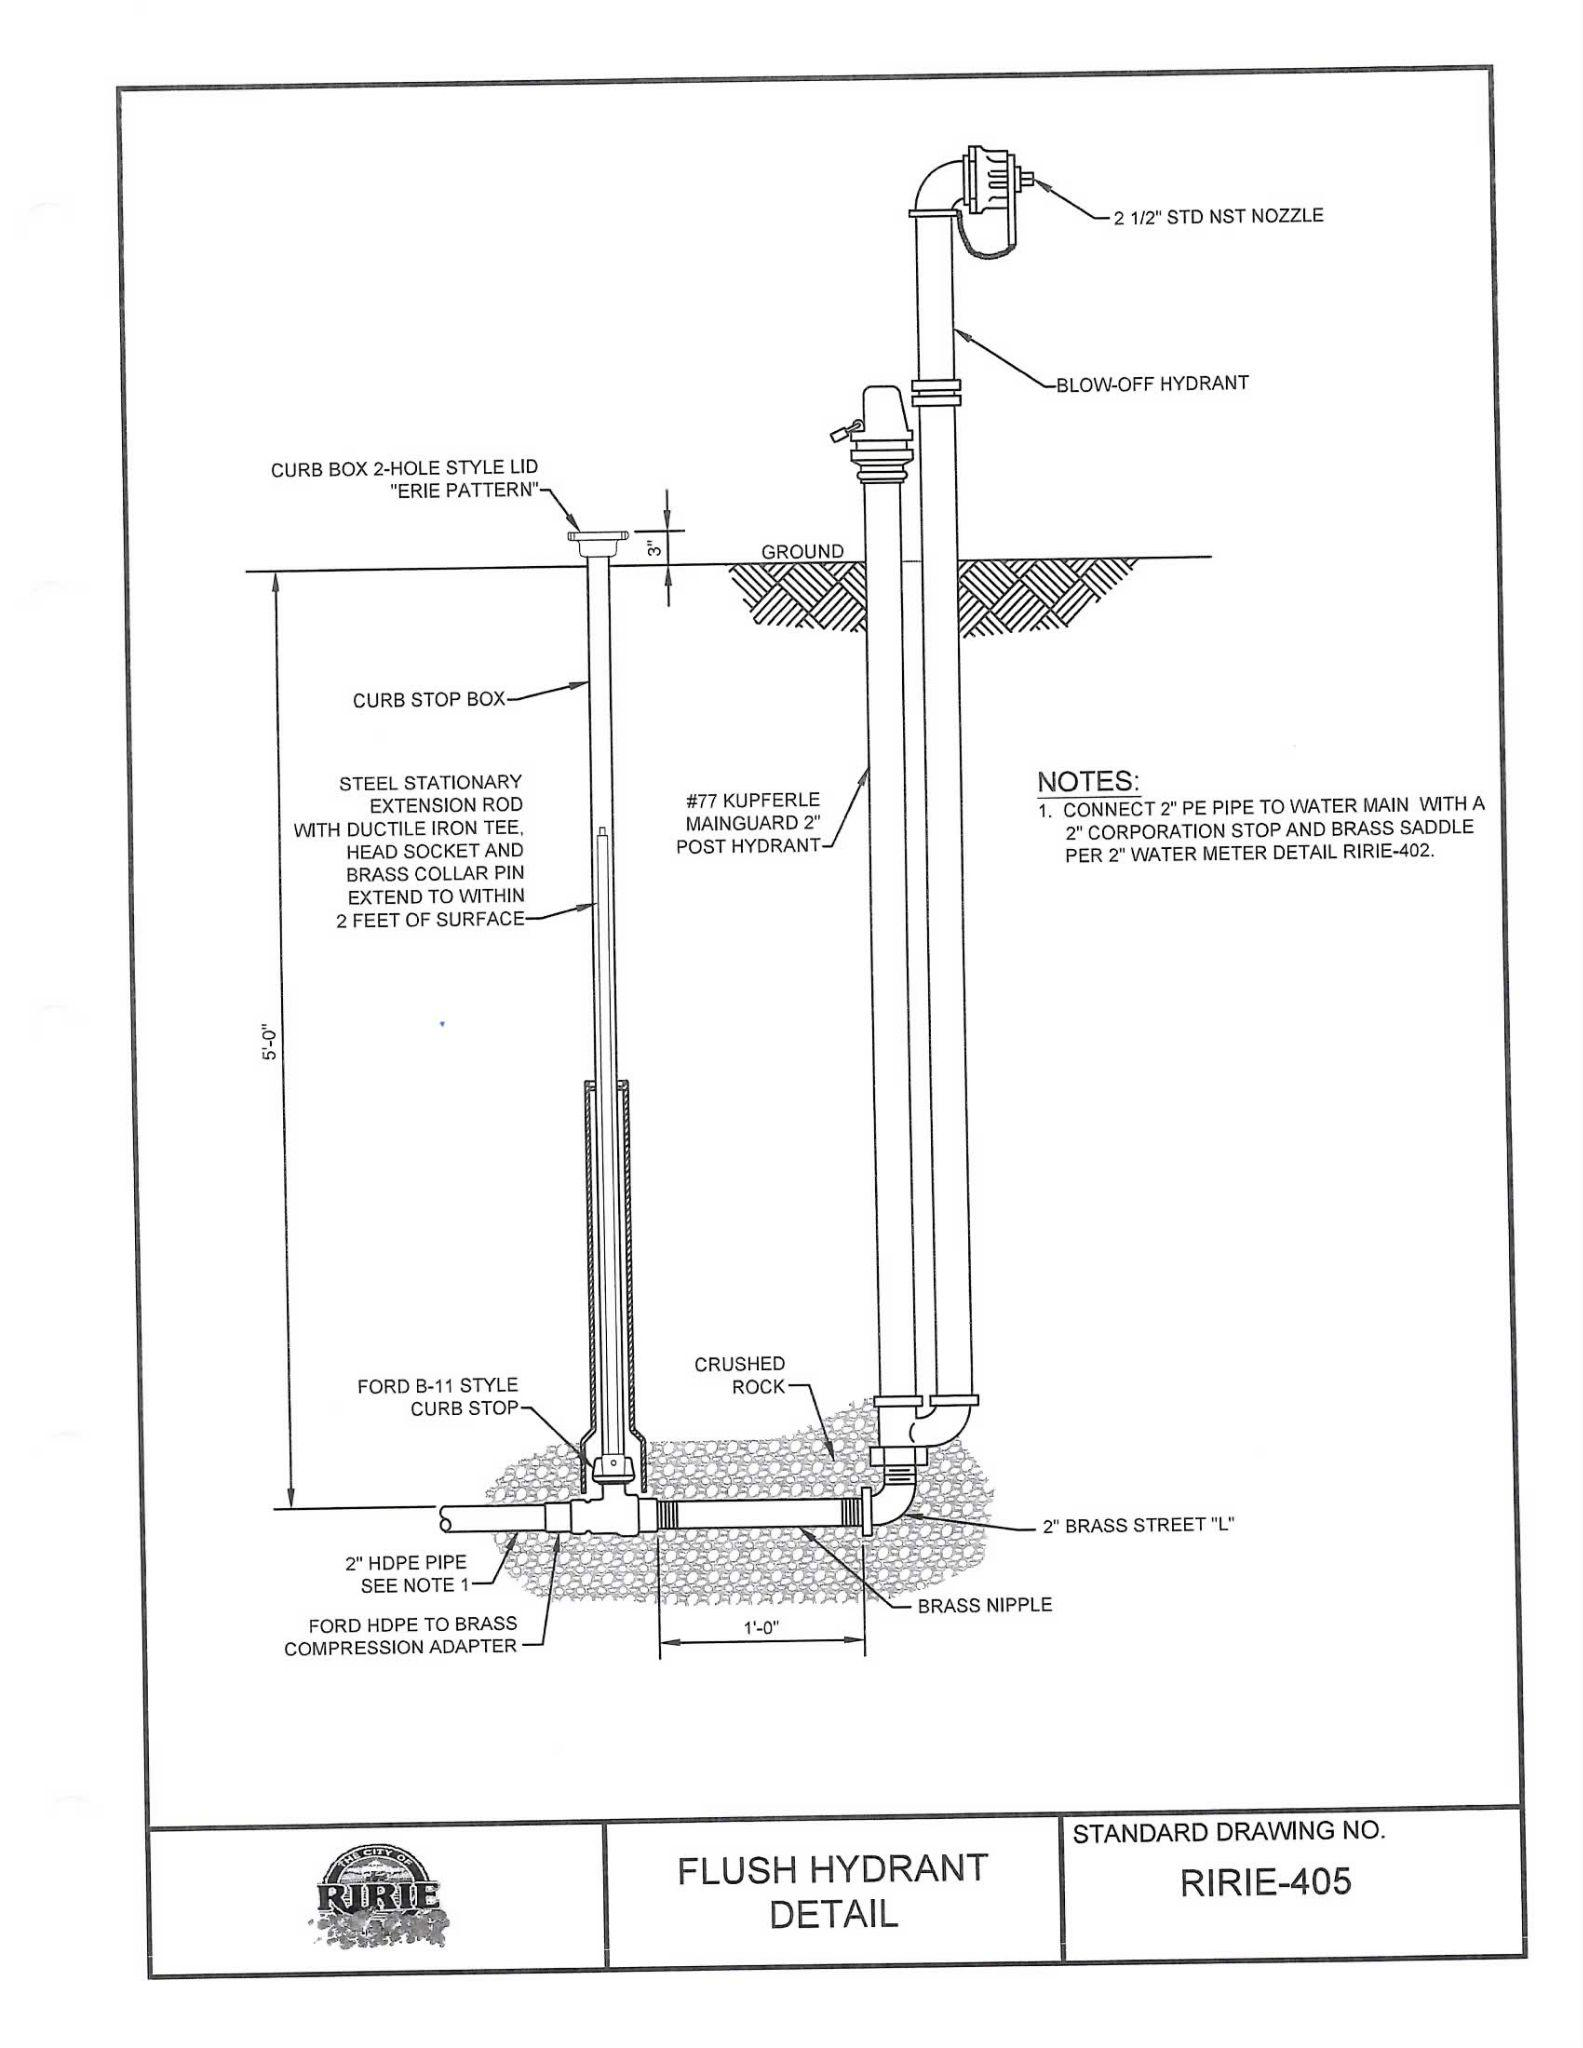 2 1/2" STD NST NOZZLE
BLOW-OFF HYDRANT
CURB BOX 2-HOLE STYLE LID
"ERIE PATTERN"
3"
GROUND
CURB STOP BOX
STEEL STATIONARY
EXTENSION ROD
WITH DUCTILE IRON TEE,
HEAD SOCKET AND
BRASS COLLAR PIN
EXTEND TO WITHIN
2 FEET OF SURFACE
#77 KUPFERLE
MAINGUARD 2"
POST HYDRANT
NOTES:
1. CONNECT 2" PE PIPE TO WATER MAIN WITH A
2" CORPORATION STOP AND BRASS SADDLE
PER 2" WATER METER DETAIL RIRIE-402.
5'-0"
FORD B-11 STYLE
CURB STOP
CRUSHED
ROCK
2" BRASS STREET "L"
2" HDPE PIPE
SEE NOTE 1
BRASS NIPPLE
FORD HDPE TO BRASS
COMPRESSION ADAPTER
1'-0"
THE CITY OF
RIRIE
FLUSH HYDRANT
DETAIL
STANDARD DRAWING NO.
RIRIE-405